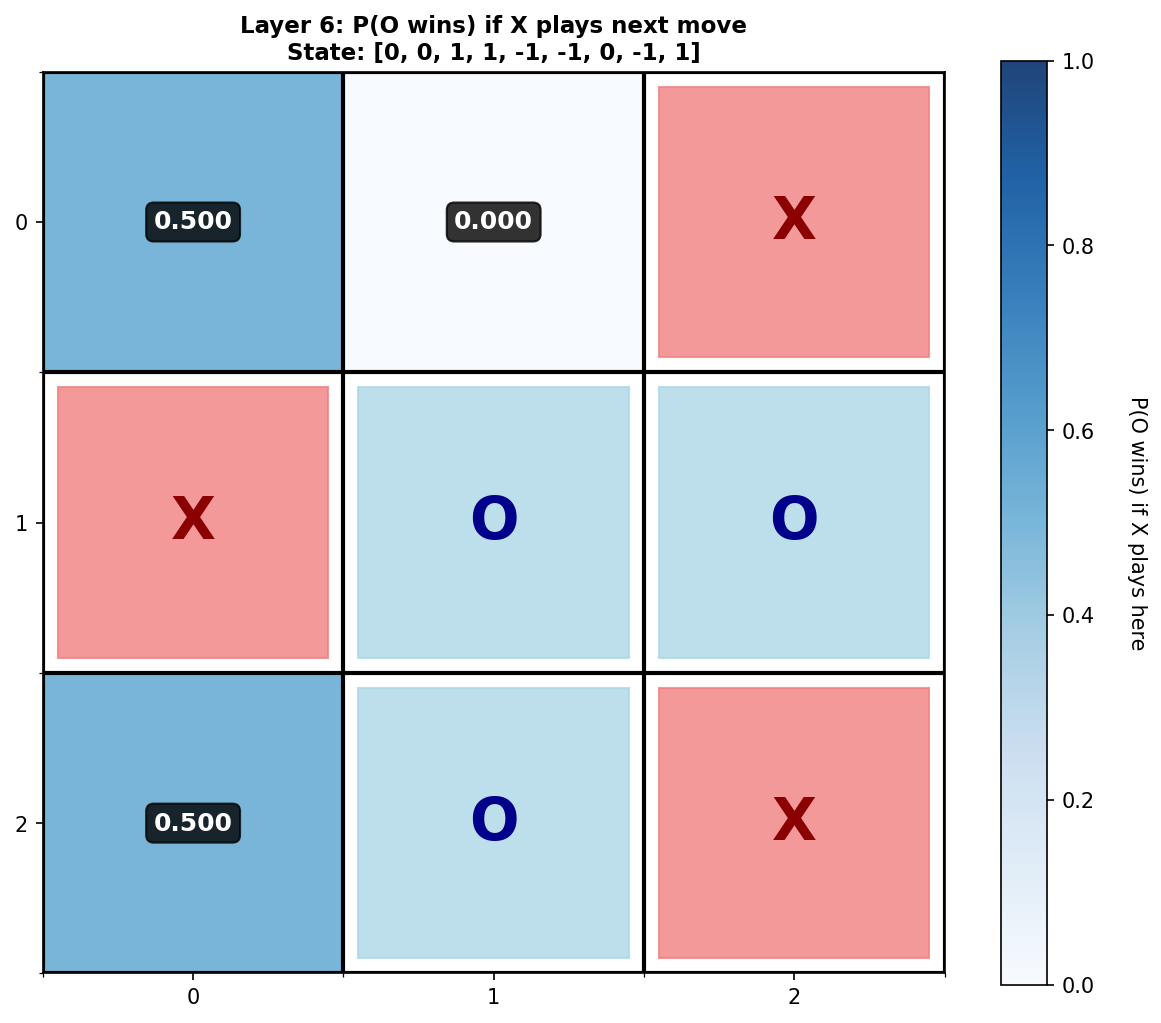 Layer 6: P(O wins) if X plays next move
State: [0, 0, 1, 1, -1, -1, 0, -1, 1]
0
0.500
0.000
X
1
X
O
O
2
0.500
O
X
0
1
2
1.0
0.8
0.6
0.4
0.2
0.0
P(O wins) if X plays here